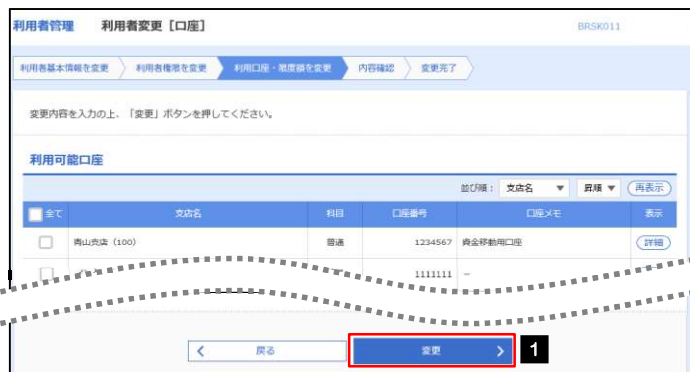 利用者管理 利用者変更［口座］ BRSK011
利用者基本情報を変更 利用者権限を変更 利用口座・限度額を変更 内容確認 変更完了
変更内容を入力の上、「変更」ボタンを押してください。
利用可能口座
並び順： 支店名 昇順 再表示
全て 支店名 科目 口座番号 口座メモ 表示
青山支店（100） 普通 1234567 資金移動用口座 詳細
1111111 －
戻る 変更 1